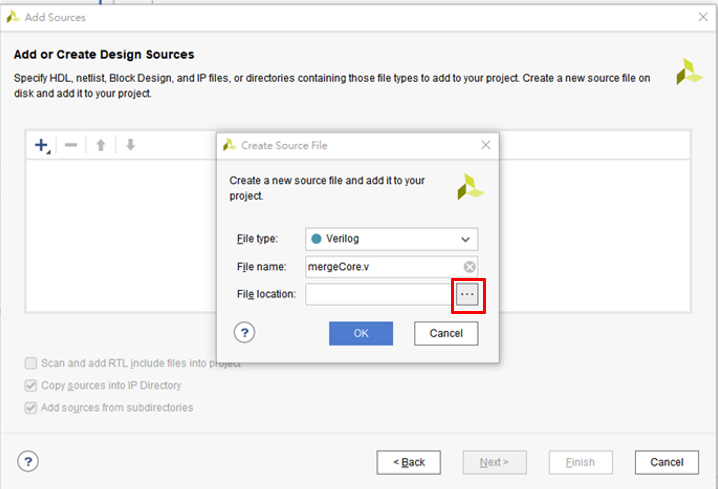 Add Sources
Add or Create Design Sources
Specify HDL, netlist, Block Design, and IP files, or directories containing those file types to add to your project. Create a new source file on
disk and add it to your project.
Create Source File
Create a new source file and add it to your
project.
File type:
Verilog
File name:
mergeCore.v
File location:
...
?
OK
Cancel
Scan and add RTL include files into project
Copy sources into IP Directory
Add sources from subdirectories
?
< Back
Next >
Finish
Cancel